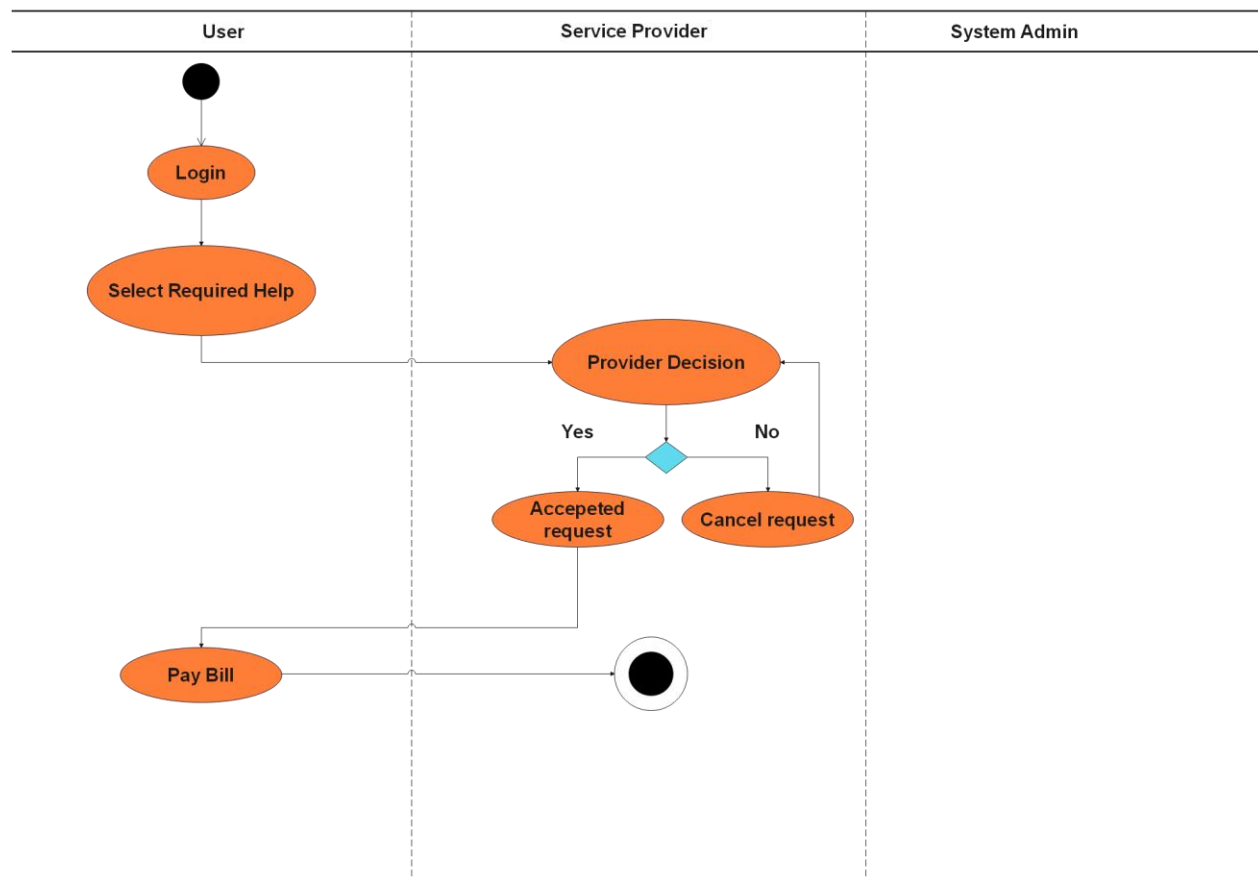 User
Service Provider
System Admin
Login
Select Required Help
Provider Decision
Yes
No
Accepeted
request
Cancel request
Pay Bill